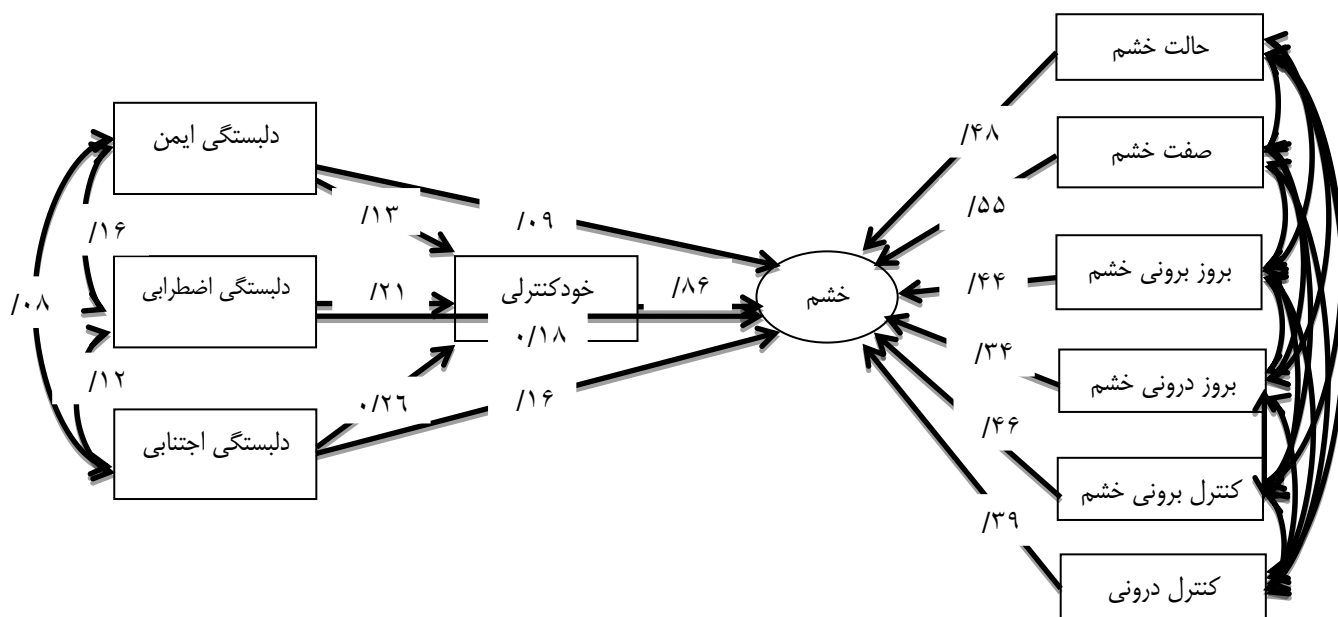 حالت خشم
صفت خشم
بروز برونی خشم
بروز درونی خشم
کنترل برونی خشم
کنترل درونی
/۴۸
/۵۵
/۴۴
/۳۴
/۴۶
/۳۹
خشم
خودکنترلی
/۸۶
۰/۱۸
/۰۹
/۱۶
/۱۳
/۲۱
۰/۲۶
دلبستگی ایمن
دلبستگی اضطرابی
دلبستگی اجتنابی
/۱۶
/۰۸
/۱۲